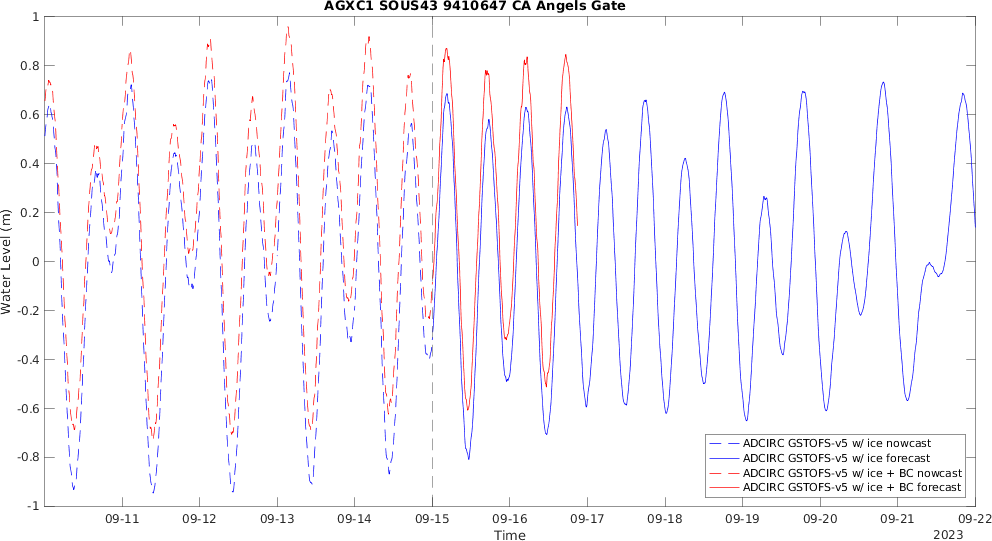 AGXC1 SOUS43 9410647 CA Angels Gate
1
0.8
0.6
0.4
0.2
0
-0.2
-0.4
-0.6
-0.8
-1
Water Level (m)
09-11 09-12 09-13 09-14 09-15 09-16 09-17 09-18 09-19 09-20 09-21 09-22
Time
2023
ADCIRC GSTOFS-v5 w/ ice nowcast
ADCIRC GSTOFS-v5 w/ ice forecast
ADCIRC GSTOFS-v5 w/ ice + BC nowcast
ADCIRC GSTOFS-v5 w/ ice + BC forecast